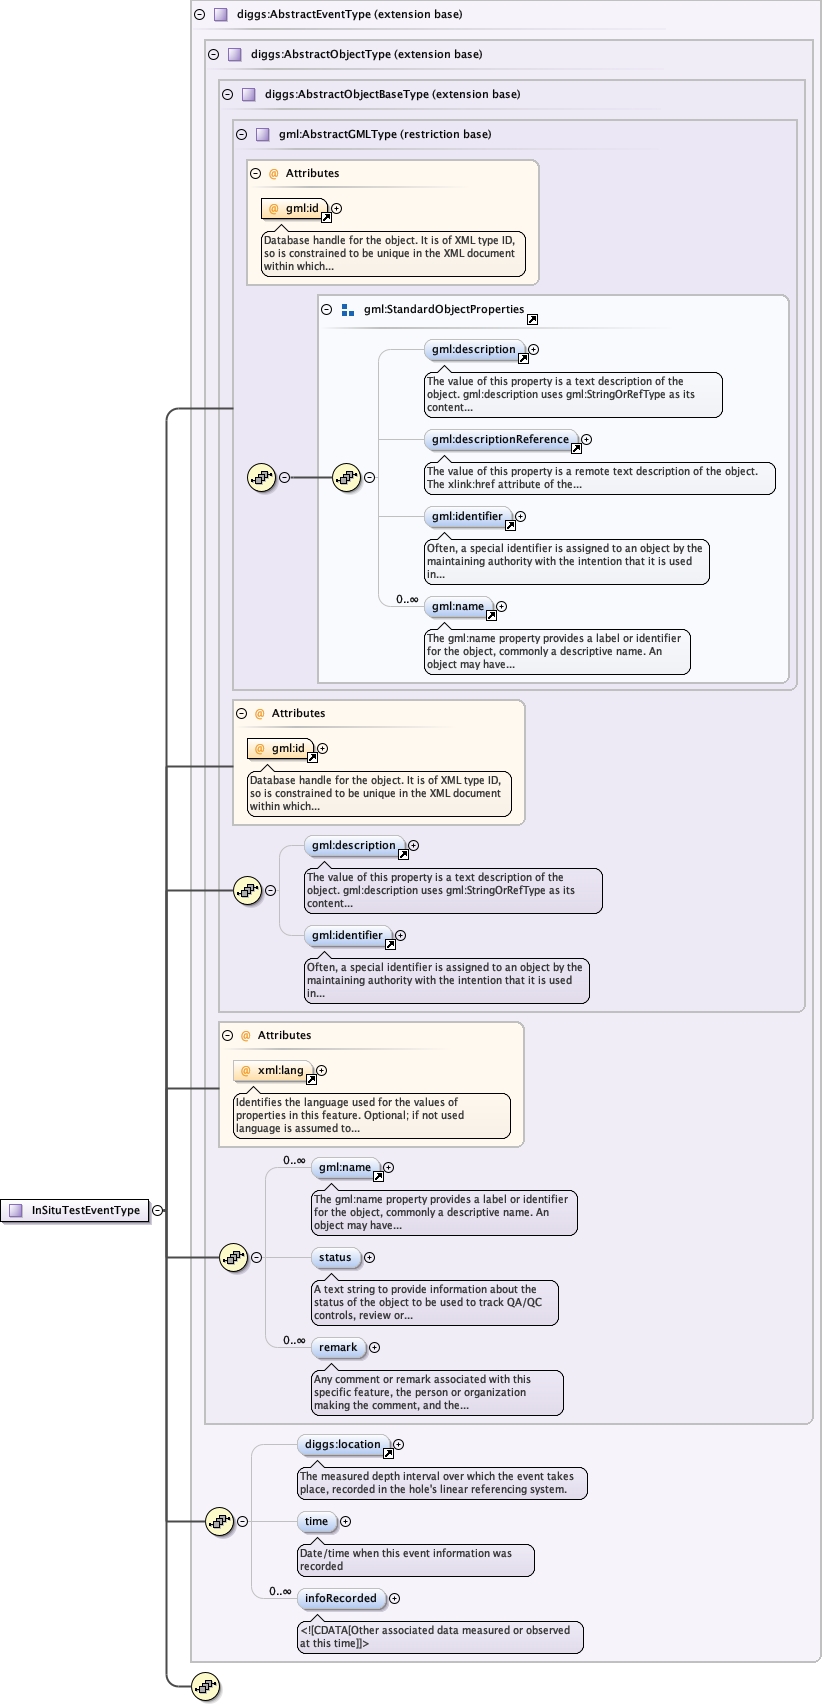 diggs:AbstractEventType (extension base)
diggs:AbstractObjectType (extension base)
diggs:AbstractObjectBaseType (extension base)
gml:AbstractGMLType (restriction base)
@ Attributes
@ gml:id
Database handle for the object. It is of XML type ID,
so is constrained to be unique in the XML document
within which...
gml:StandardObjectProperties
gml:description
The value of this property is a text description of the
object. gml:description uses gml:StringOrRefType as its
content...
gml:descriptionReference
The value of this property is a remote text description of the object.
The xlink:href attribute of the...
gml:identifier
Often, a special identifier is assigned to an object by the
maintaining authority with the intention that it is used
in...
0..∞
gml:name
The gml:name property provides a label or identifier
for the object, commonly a descriptive name. An
object may have...
@ Attributes
@ gml:id
Database handle for the object. It is of XML type ID,
so is constrained to be unique in the XML document
within which...
gml:description
The value of this property is a text description of the
object. gml:description uses gml:StringOrRefType as its
content...
gml:identifier
Often, a special identifier is assigned to an object by the
maintaining authority with the intention that it is used
in...
@ Attributes
@ xml:lang
Identifies the language used for the values of
properties in this feature. Optional; if not used
language is assumed to...
0..∞
gml:name
The gml:name property provides a label or identifier
for the object, commonly a descriptive name. An
object may have...
InSituTestEventType
status
A text string to provide information about the
status of the object to be used to track QA/QC
controls, review or...
0..∞
remark
Any comment or remark associated with this
specific feature, the person or organization
making the comment, and the...
diggs:location
The measured depth interval over which the event takes
place, recorded in the hole's linear referencing system.
time
Date/time when this event information was
recorded
0..∞
infoRecorded
<![CDATA[Other associated data measured or observed
at this time]]>